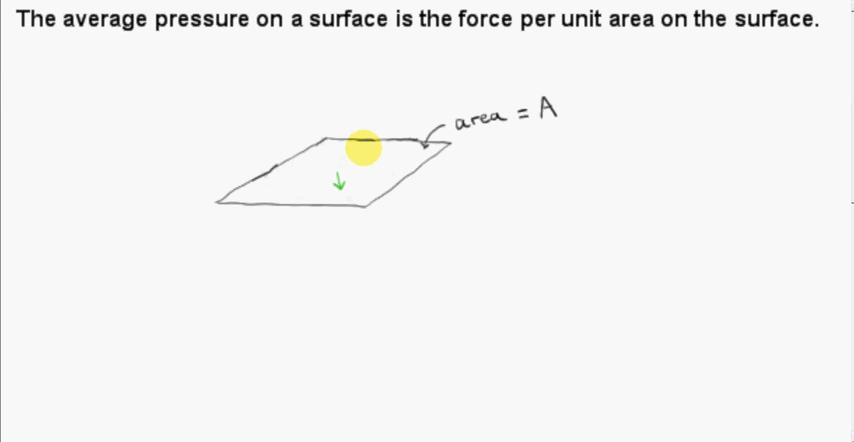 The average pressure on a surface is the force per unit area on the surface.
area = A